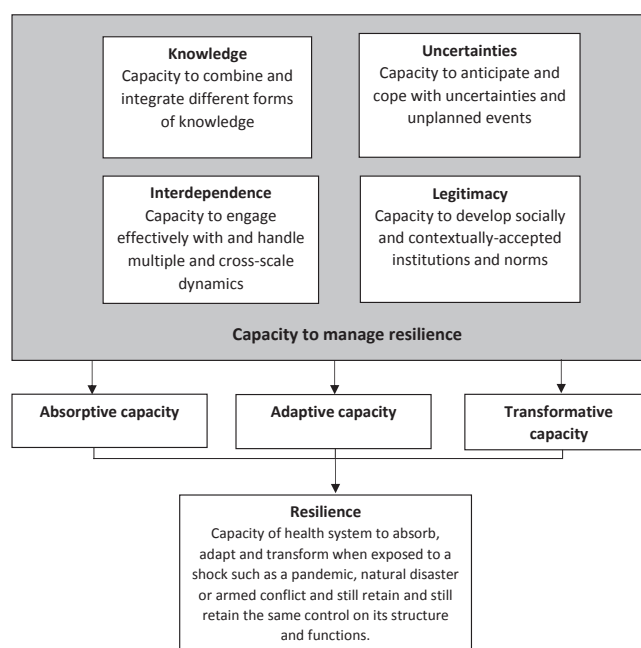 Knowledge
Capacity to combine and
integrate different forms
of knowledge
Uncertainties
Capacity to anticipate and
cope with uncertainties and
unplanned events
Interdependence
Capacity to engage
effectively with and handle
multiple and cross-scale
dynamics
Legitimacy
Capacity to develop socially
and contextually-accepted
institutions and norms
Capacity to manage resilience
Absorptive capacity
Adaptive capacity
Transformative
capacity
Resilience
Capacity of health system to absorb,
adapt and transform when exposed to a
shock such as a pandemic, natural disaster
or armed conflict and still retain and still
retain the same control on its structure
and functions.